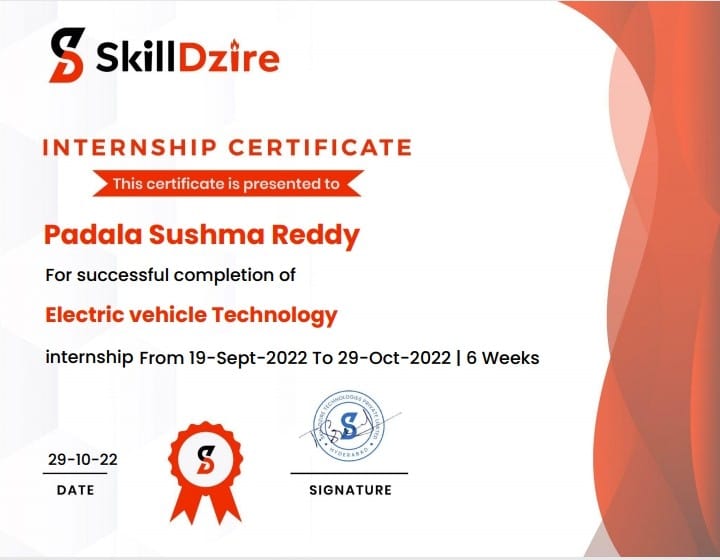 SkillDzire
INTERNSHIP CERTIFICATE
This certificate is presented to
Padala Sushma Reddy
For successful completion of
Electric vehicle Technology
internship From 19-Sept-2022 To 29-Oct-2022 | 6 Weeks
29-10-22
DATE
TECHNOLOGIES PRIVATE LIMITED
HYDERABAD
SIGNATURE